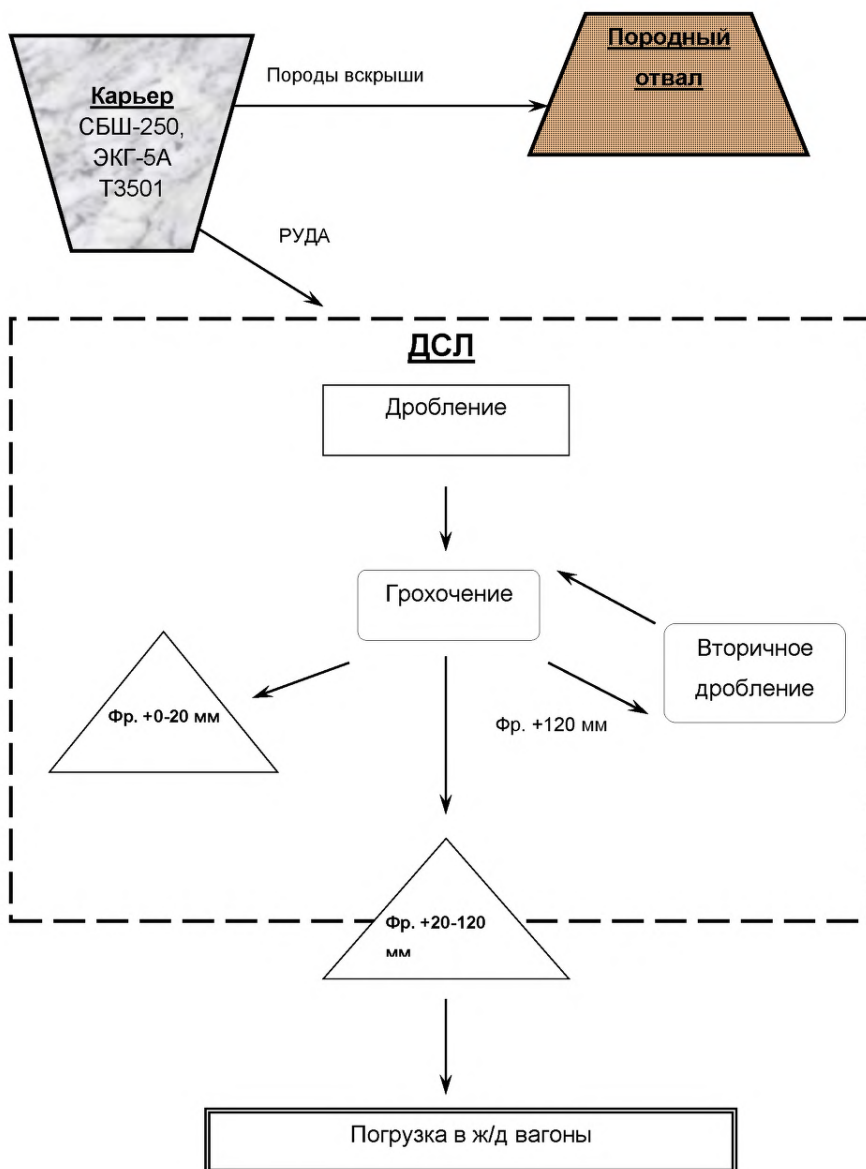 Карьер
СБШ-250,
ЭКГ-5А
Т3501
Породы вскрыши
Породный
отвал
РУДА
ДСЛ
Дробление
Грохочение
Вторичное
дробление
Фр. +0-20 мм
Фр. +120 мм
Фр. +20-120
мм
Погрузка в ж/д вагоны